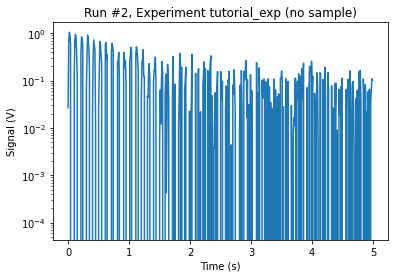 Run #2, Experiment tutorial_exp (no sample)
Signal (V)
10⁰
10⁻¹
10⁻²
10⁻³
10⁻⁴
0 1 2 3 4 5
Time (s)